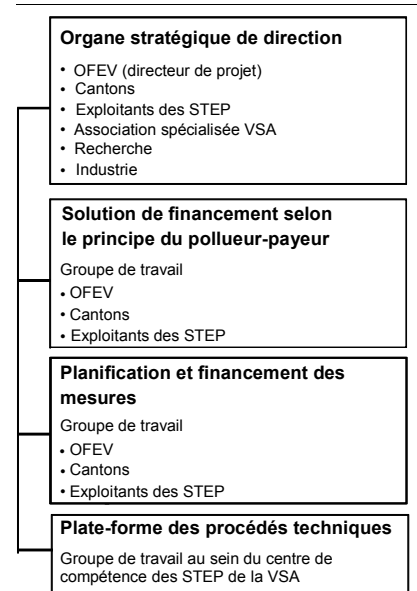 Organe stratégique de direction
• OFEV (directeur de projet)
• Cantons
• Exploitants des STEP
• Association spécialisée VSA
• Recherche
• Industrie
Solution de financement selon
le principe du pollueur-payeur
Groupe de travail
• OFEV
• Cantons
• Exploitants des STEP
Planification et financement des
mesures
Groupe de travail
• OFEV
• Cantons
• Exploitants des STEP
Plate-forme des procédés techniques
Groupe de travail au sein du centre de
compétence des STEP de la VSA